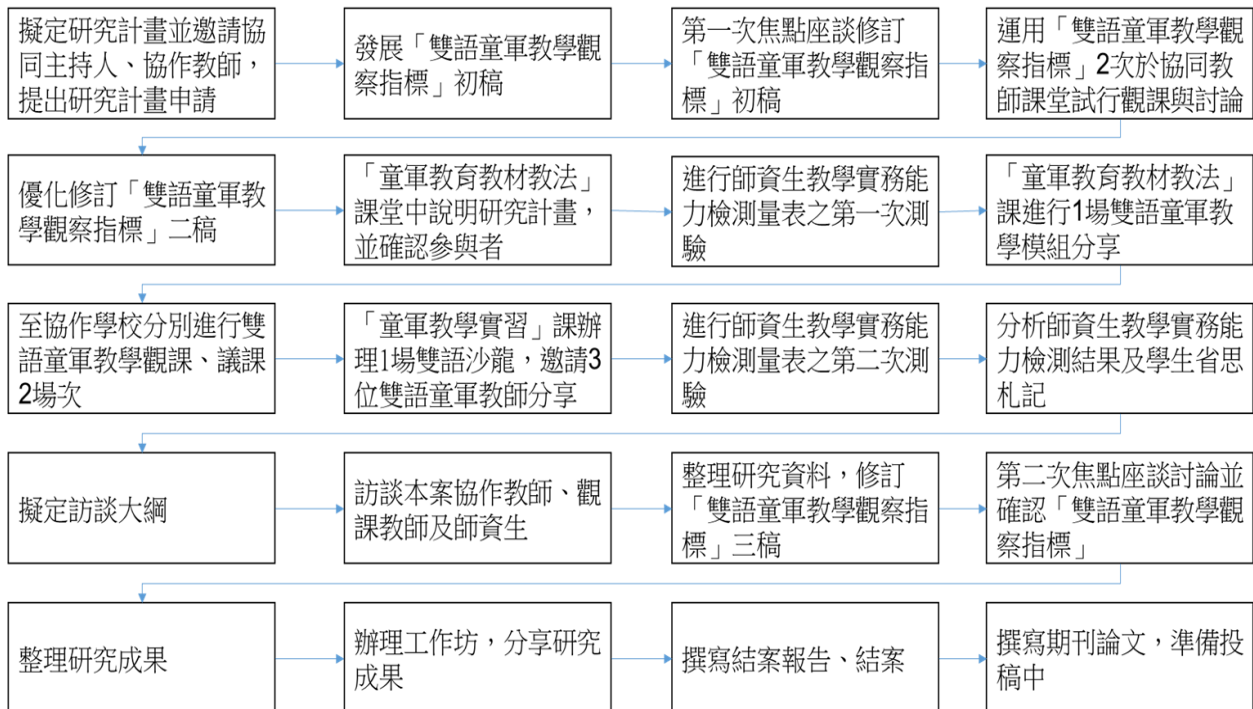 擬定研究計畫並邀請協
同主持人、協作教師，
提出研究計畫申請
發展「雙語童軍教學觀
察指標」初稿
第一次焦點座談修訂
「雙語童軍教學觀察指
標」初稿
運用「雙語童軍教學觀
察指標」2次於協同教
師課堂試行觀課與討論
優化修訂「雙語童軍教
學觀察指標」二稿
「童軍教育教材教法」
課堂中說明研究計畫，
並確認參與者
進行師資生教學實務能
力檢測量表之第一次測
驗
「童軍教育教材教法」
課進行1場雙語童軍教
學模組分享
至協作學校分別進行雙
語童軍教學觀課、議課
2場次
「童軍教學實習」課辦
理1場雙語沙龍，邀請3
位雙語童軍教師分享
進行師資生教學實務能
力檢測量表之第二次測
驗
分析師資生教學實務能
力檢測結果及學生省思
札記
擬定訪談大綱
訪談本案協作教師、觀
課教師及師資生
整理研究資料，修訂
「雙語童軍教學觀察指
標」三稿
第二次焦點座談討論並
確認「雙語童軍教學觀
察指標」
整理研究成果
辦理工作坊，分享研究
成果
撰寫結案報告、結案
撰寫期刊論文，準備投
稿中